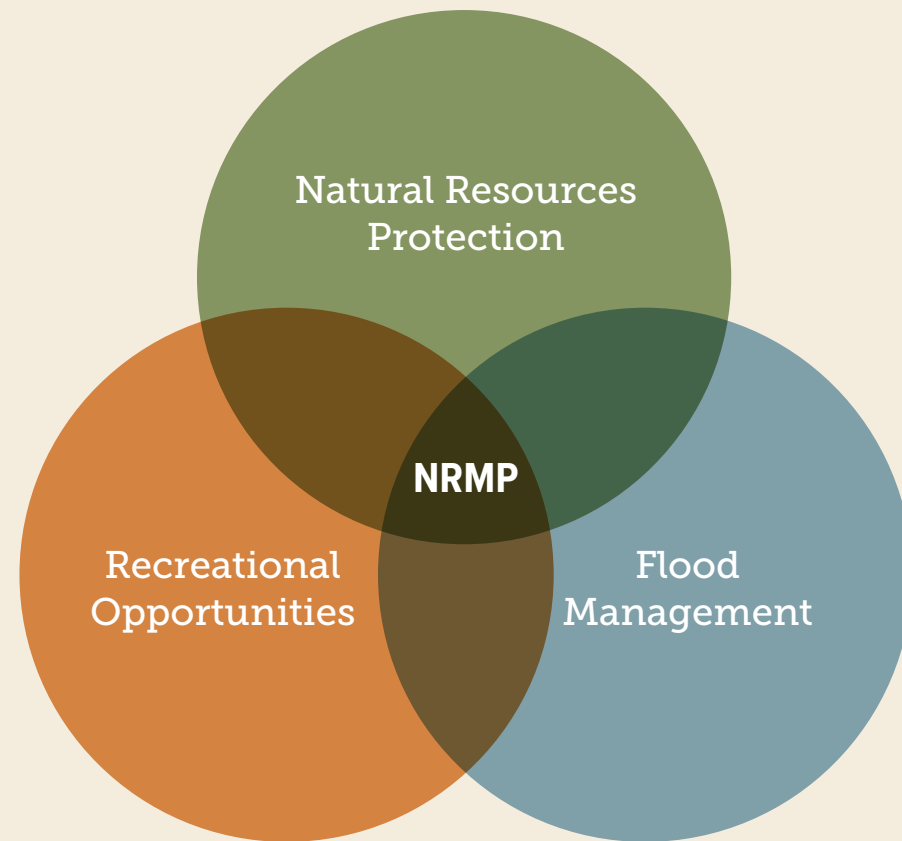 Natural Resources
Protection
NRMP
Recreational
Opportunities
Flood
Management